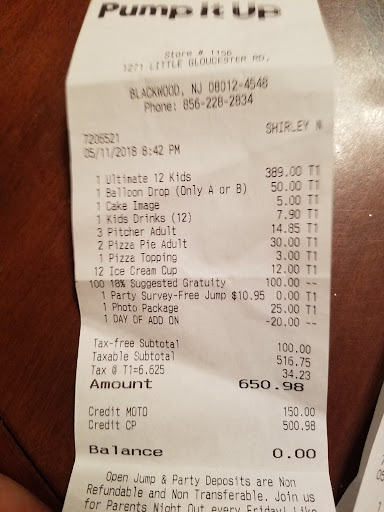 Pump It Up
Store # 1156
1271 LITTLE GLOUCESTER RD,
BLACKWOOD, NJ 08012-4548
Phone: 856-228-2834
7206521 SHIRLEY N
05/11/2018 8:42 PM
1 Ultimate 12 Kids 389.00 T1
1 Balloon Drop (Only A or B) 50.00 T1
1 Cake Image 5.00 T1
1 Kids Drinks (12) 7.90 T1
3 Pitcher Adult 14.85 T1
2 Pizza Pie Adult 30.00 T1
1 Pizza Topping 3.00 T1
12 Ice Cream Cup 12.00 T1
100 18% Suggested Gratuity 100.00 --
1 Party Survey-Free Jump $10.95 0.00 T1
1 Photo Package 25.00 T1
1 DAY OF ADD ON -20.00 --
Tax-free Subtotal 100.00
Taxable Subtotal 516.75
Tax @ T1=6.625 34.23
Amount 650.98
Credit MOTO 150.00
Credit CP 500.98
Balance 0.00
Open Jump & Party Deposits are Non
Refundable and Non Transferable. Join us
for Parents Night Out every Friday! Like